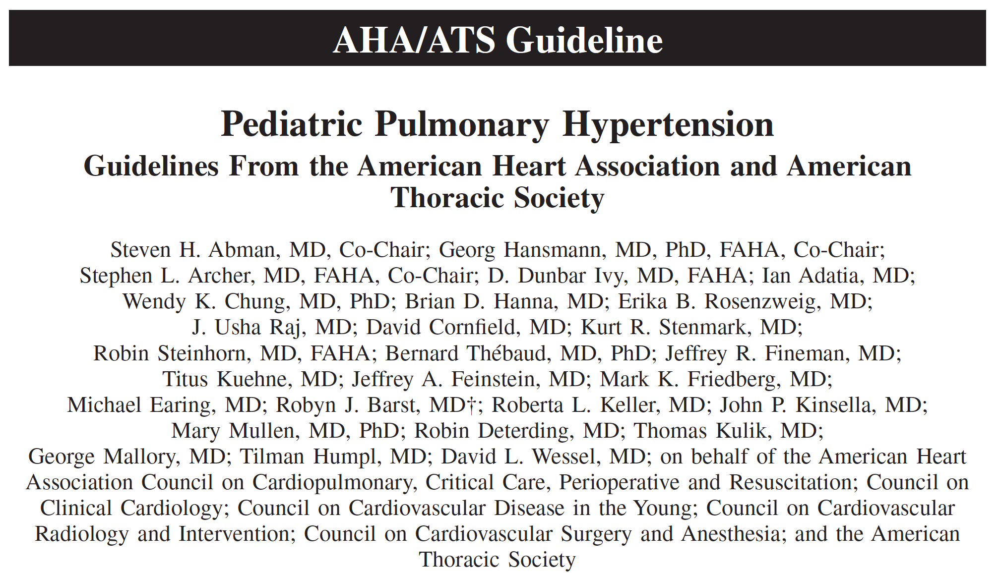 AHA/ATS Guideline
Pediatric Pulmonary Hypertension
Guidelines From the American Heart Association and American
Thoracic Society
Steven H. Abman, MD, Co-Chair; Georg Hansmann, MD, PhD, FAHA, Co-Chair;
Stephen L. Archer, MD, FAHA, Co-Chair; D. Dunbar Ivy, MD, FAHA; Ian Adatia, MD;
Wendy K. Chung, MD, PhD; Brian D. Hanna, MD; Erika B. Rosenzweig, MD;
J. Usha Raj, MD; David Cornfield, MD; Kurt R. Stenmark, MD;
Robin Steinhorn, MD, FAHA; Bernard Thébaud, MD, PhD; Jeffrey R. Fineman, MD;
Titus Kuehne, MD; Jeffrey A. Feinstein, MD; Mark K. Friedberg, MD;
Michael Earing, MD; Robyn J. Barst, MD†; Roberta L. Keller, MD; John P. Kinsella, MD;
Mary Mullen, MD, PhD; Robin Deterding, MD; Thomas Kulik, MD;
George Mallory, MD; Tilman Humpl, MD; David L. Wessel, MD; on behalf of the American Heart
Association Council on Cardiopulmonary, Critical Care, Perioperative and Resuscitation; Council on
Clinical Cardiology; Council on Cardiovascular Disease in the Young; Council on Cardiovascular
Radiology and Intervention; Council on Cardiovascular Surgery and Anesthesia; and the American
Thoracic Society